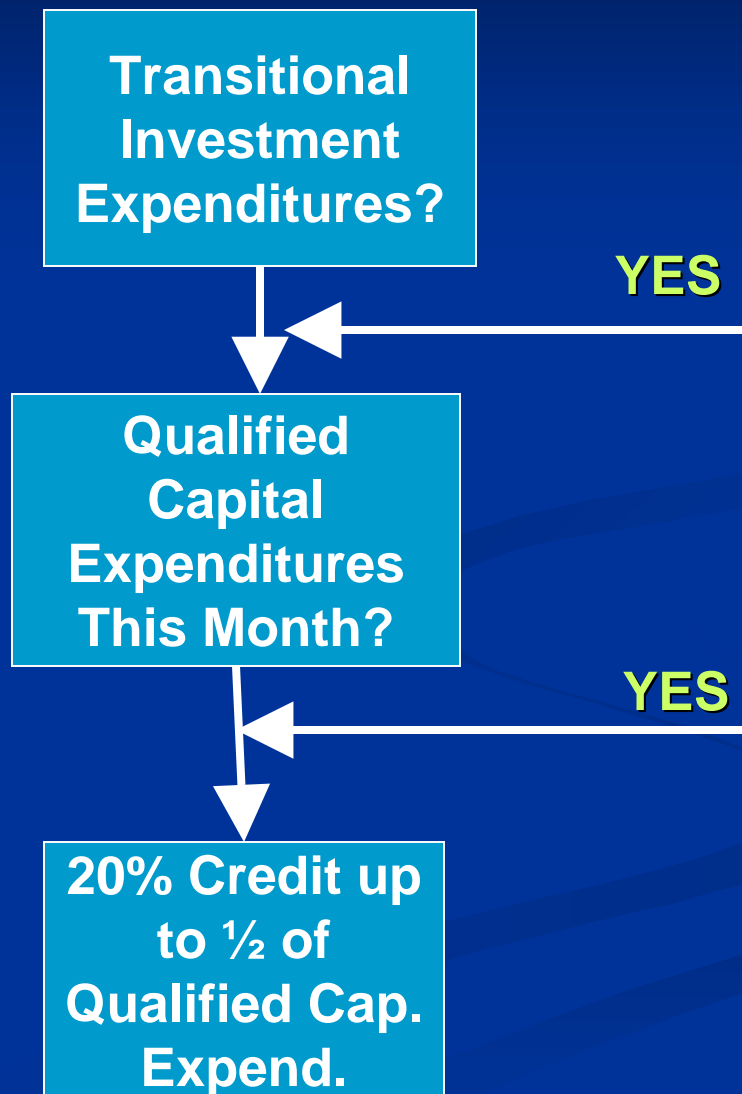 Transitional
Investment
Expenditures?
YES
Qualified
Capital
Expenditures
This Month?
YES
20% Credit up
to ½ of
Qualified Cap.
Expend.